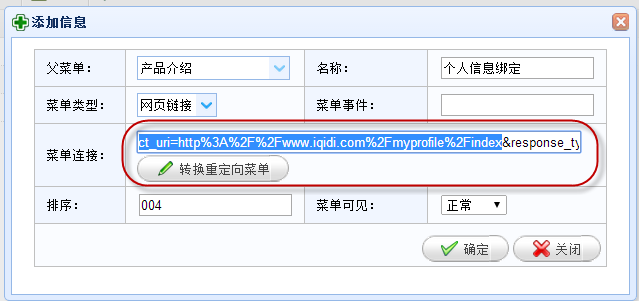 添加信息
父菜单： 产品介绍 名称： 个人信息绑定
菜单类型： 网页链接 菜单事件：
菜单连接： ct_uri=http%3A%2F%2Fwww.iqidi.com%2Fmyprofile%2Findex&response_ty
转换重定向菜单
排序： 004 菜单可见： 正常
确定 关闭